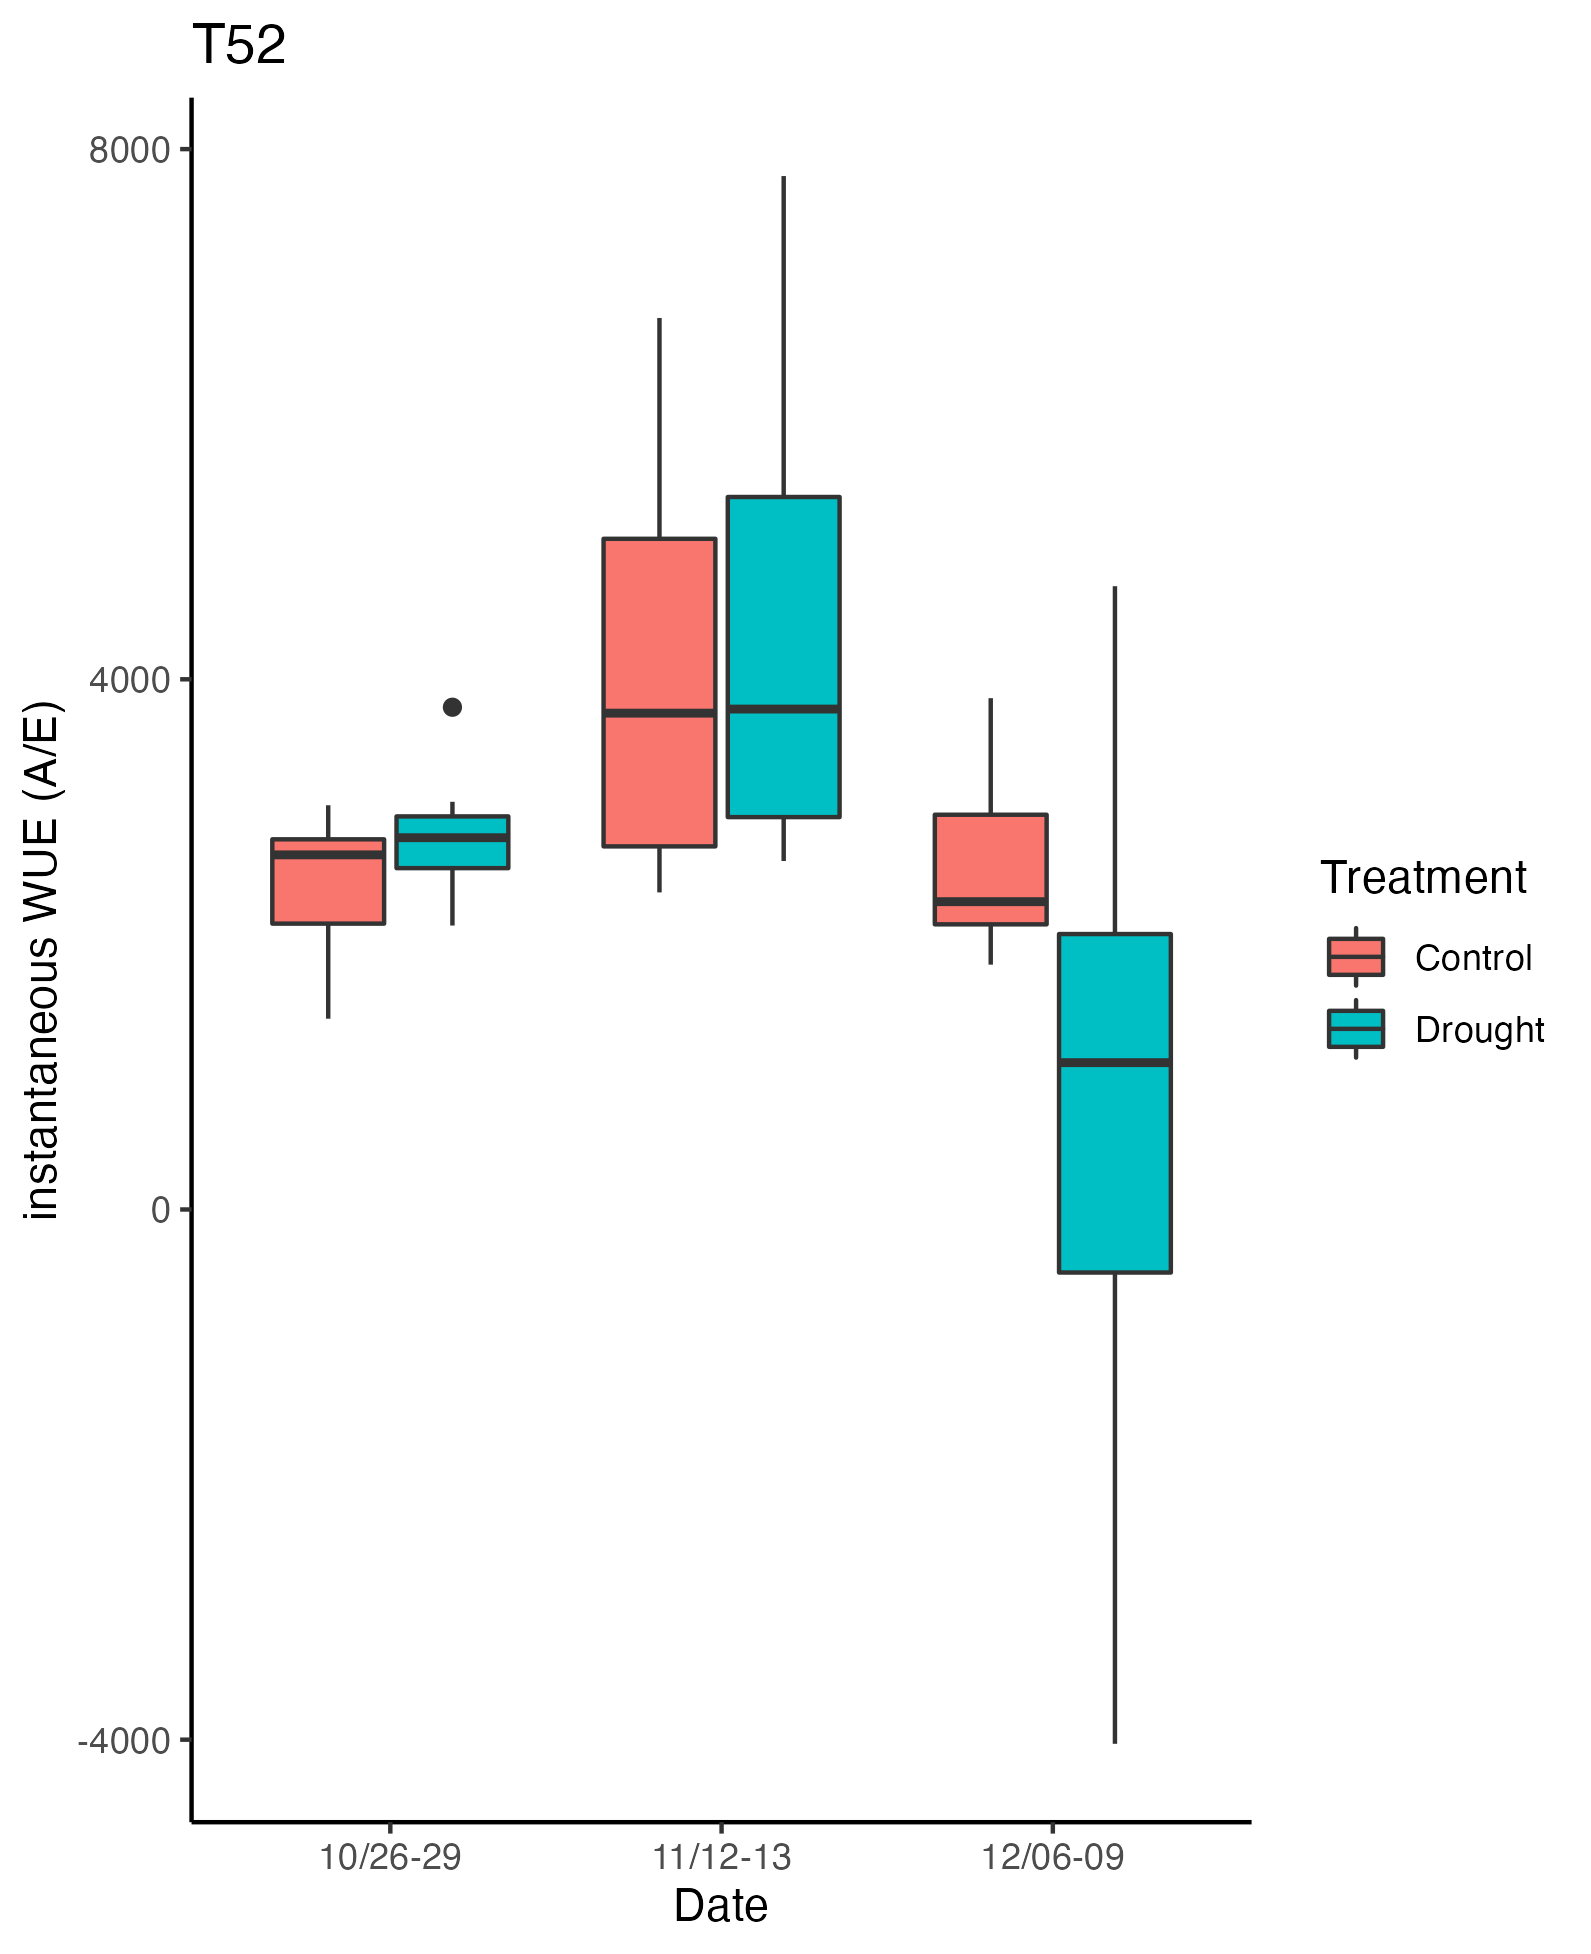 T52
8000
4000
0
-4000
instantaneous WUE (A/E)
10/26-29
11/12-13
12/06-09
Date
Treatment
Control
Drought